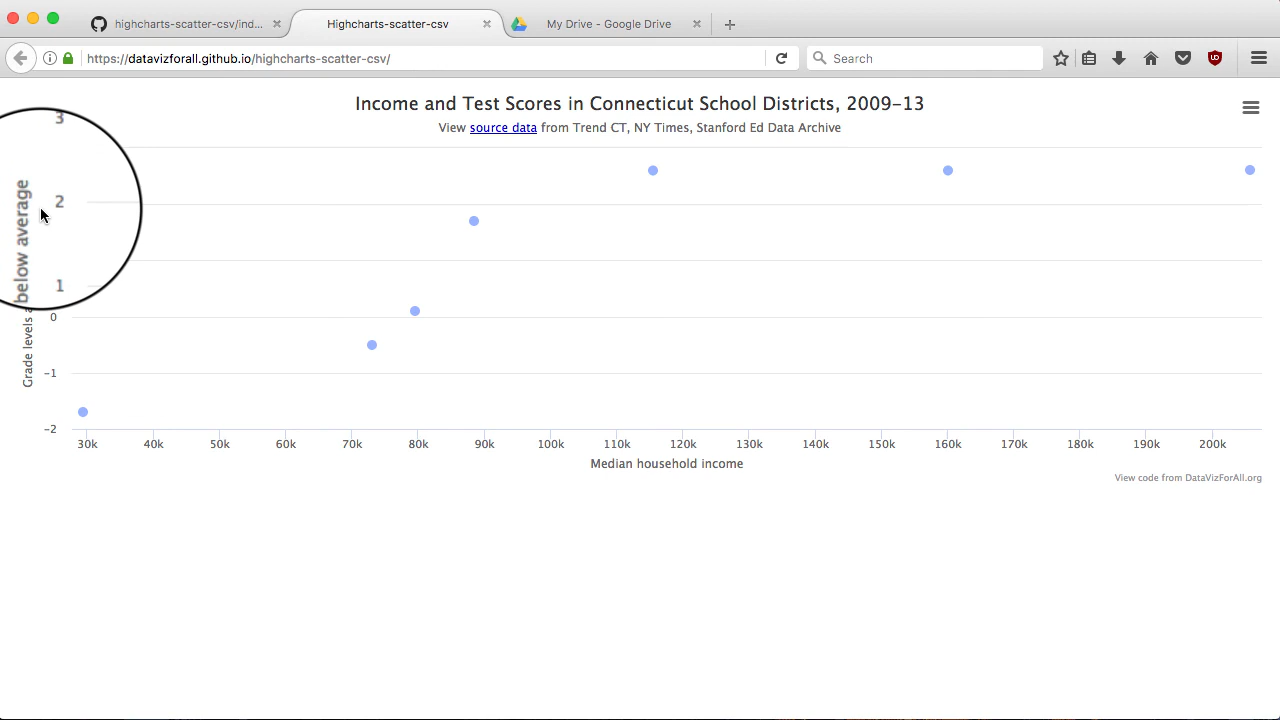 highcharts-scatter-csv/ind...
Highcharts-scatter-csv
My Drive - Google Drive
https://datavizforall.github.io/highcharts-scatter-csv/
Search
Income and Test Scores in Connecticut School Districts, 2009-13
View source data from Trend CT, NY Times, Stanford Ed Data Archive
3
2
1
0
-1
-2
Grade levels
below average
30k 40k 50k 60k 70k 80k 90k 100k 110k 120k 130k 140k 150k 160k 170k 180k 190k 200k
Median household income
View code from DataVizForAll.org